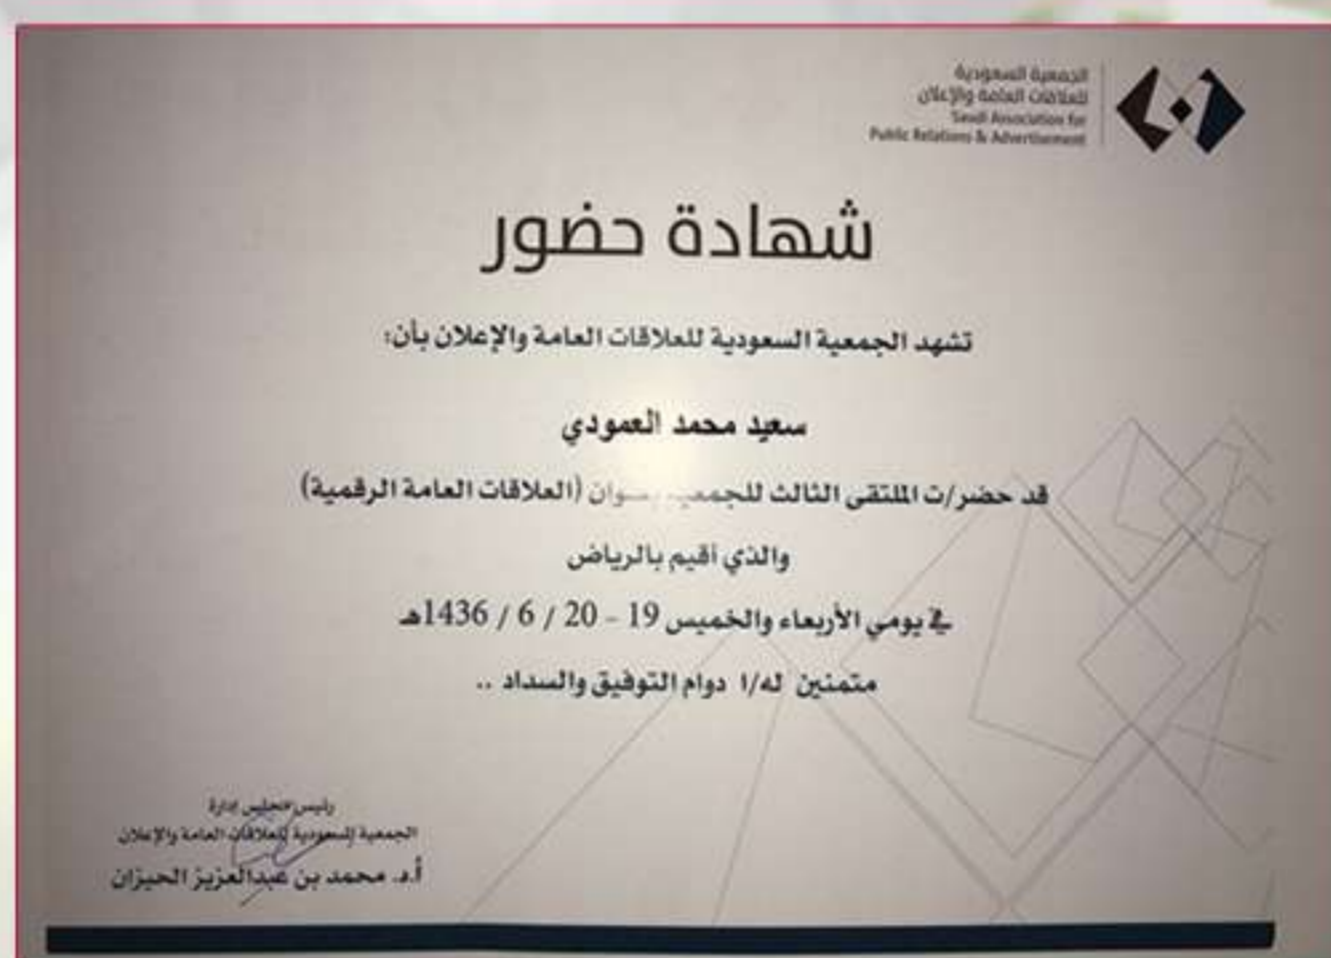 الجمعية السعودية
للعلاقات العامة والإعلان
Saudi Association for
Public Relations & Advertisement
شهادة حضور
تشهد الجمعية السعودية للعلاقات العامة والإعلان بأن:
سعيد محمد العمودي
قد حضر/ت الملتقى الثالث للجمعية بعنوان (العلاقات العامة الرقمية)
والذي أقيم بالرياض
في يومي الأربعاء والخميس 19 - 20 / 6 / 1436هـ
متمنين له/ا دوام التوفيق والسداد ..
رئيس مجلس إدارة
الجمعية السعودية للعلاقات العامة والإعلان
أ.د. محمد بن عبدالعزيز الحيزان